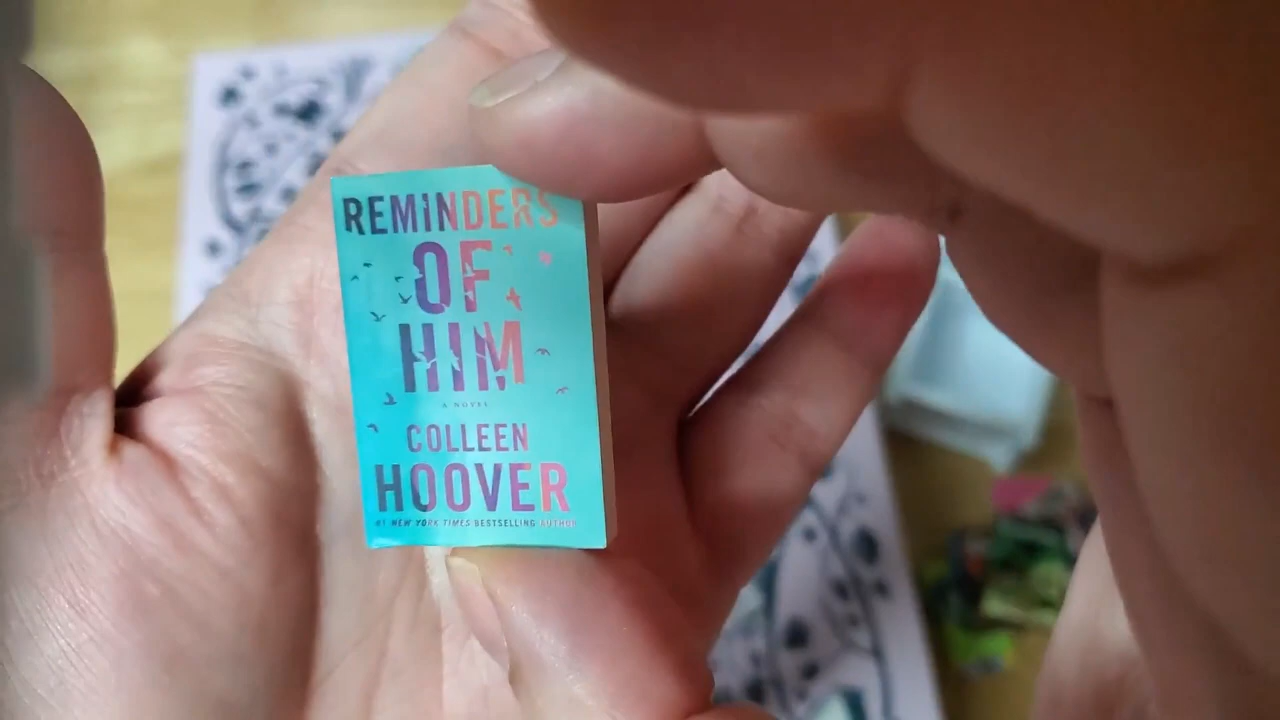 REMINDERS
OF
HIM
A NOVEL
COLLEEN
HOOVER
#1 NEW YORK TIMES BESTSELLING AUTHOR